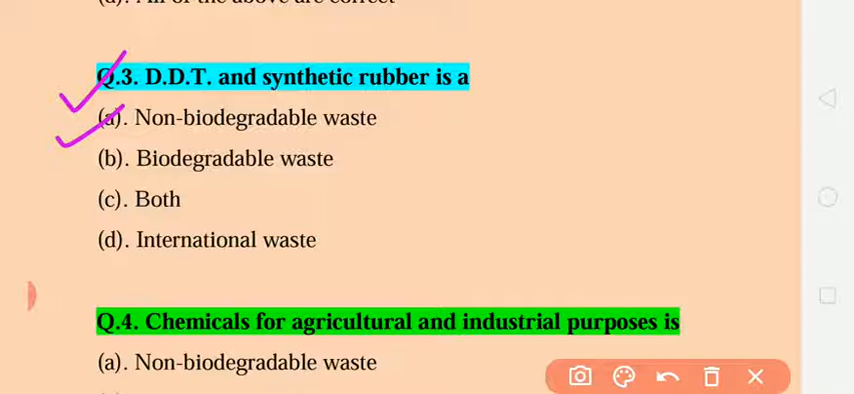 Q.3. D.D.T. and synthetic rubber is a
(a). Non-biodegradable waste
(b). Biodegradable waste
(c). Both
(d). International waste
Q.4. Chemicals for agricultural and industrial purposes is
(a). Non-biodegradable waste